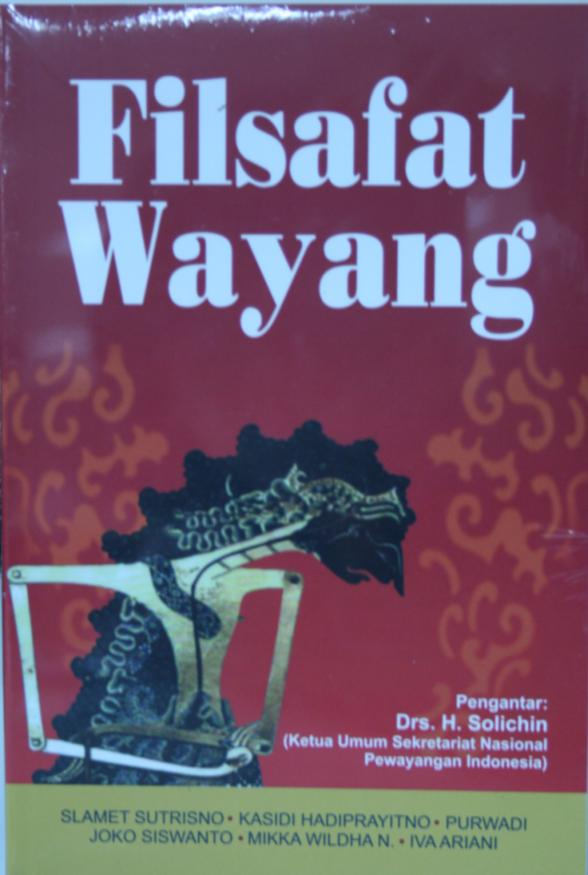 Filsafat
Wayang
Pengantar:
Drs. H. Solichin
(Ketua Umum Sekretariat Nasional
Pewayangan Indonesia)
SLAMET SUTRISNO • KASIDI HADIPRAYITNO • PURWADI
JOKO SISWANTO • MIKKA WILDHA N. • IVA ARIANI